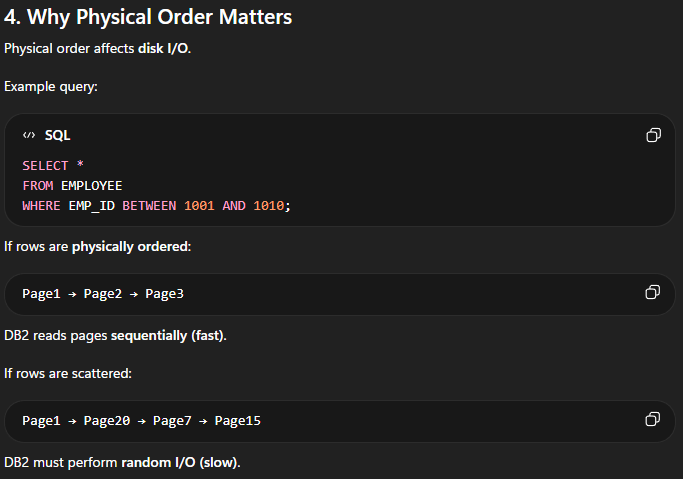 4. Why Physical Order Matters
Physical order affects disk I/O.
Example query:
</> SQL
SELECT *
FROM EMPLOYEE
WHERE EMP_ID BETWEEN 1001 AND 1010;
If rows are physically ordered:
Page1 → Page2 → Page3
DB2 reads pages sequentially (fast).
If rows are scattered:
Page1 → Page20 → Page7 → Page15
DB2 must perform random I/O (slow).